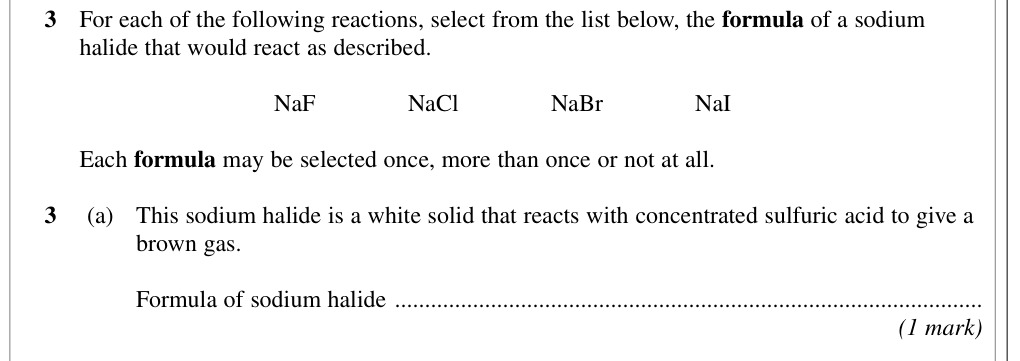 3 For each of the following reactions, select from the list below, the formula of a sodium
halide that would react as described.
NaF NaCl NaBr NaI
Each formula may be selected once, more than once or not at all.
3 (a) This sodium halide is a white solid that reacts with concentrated sulfuric acid to give a
brown gas.
Formula of sodium halide ..................................................................................................
(1 mark)